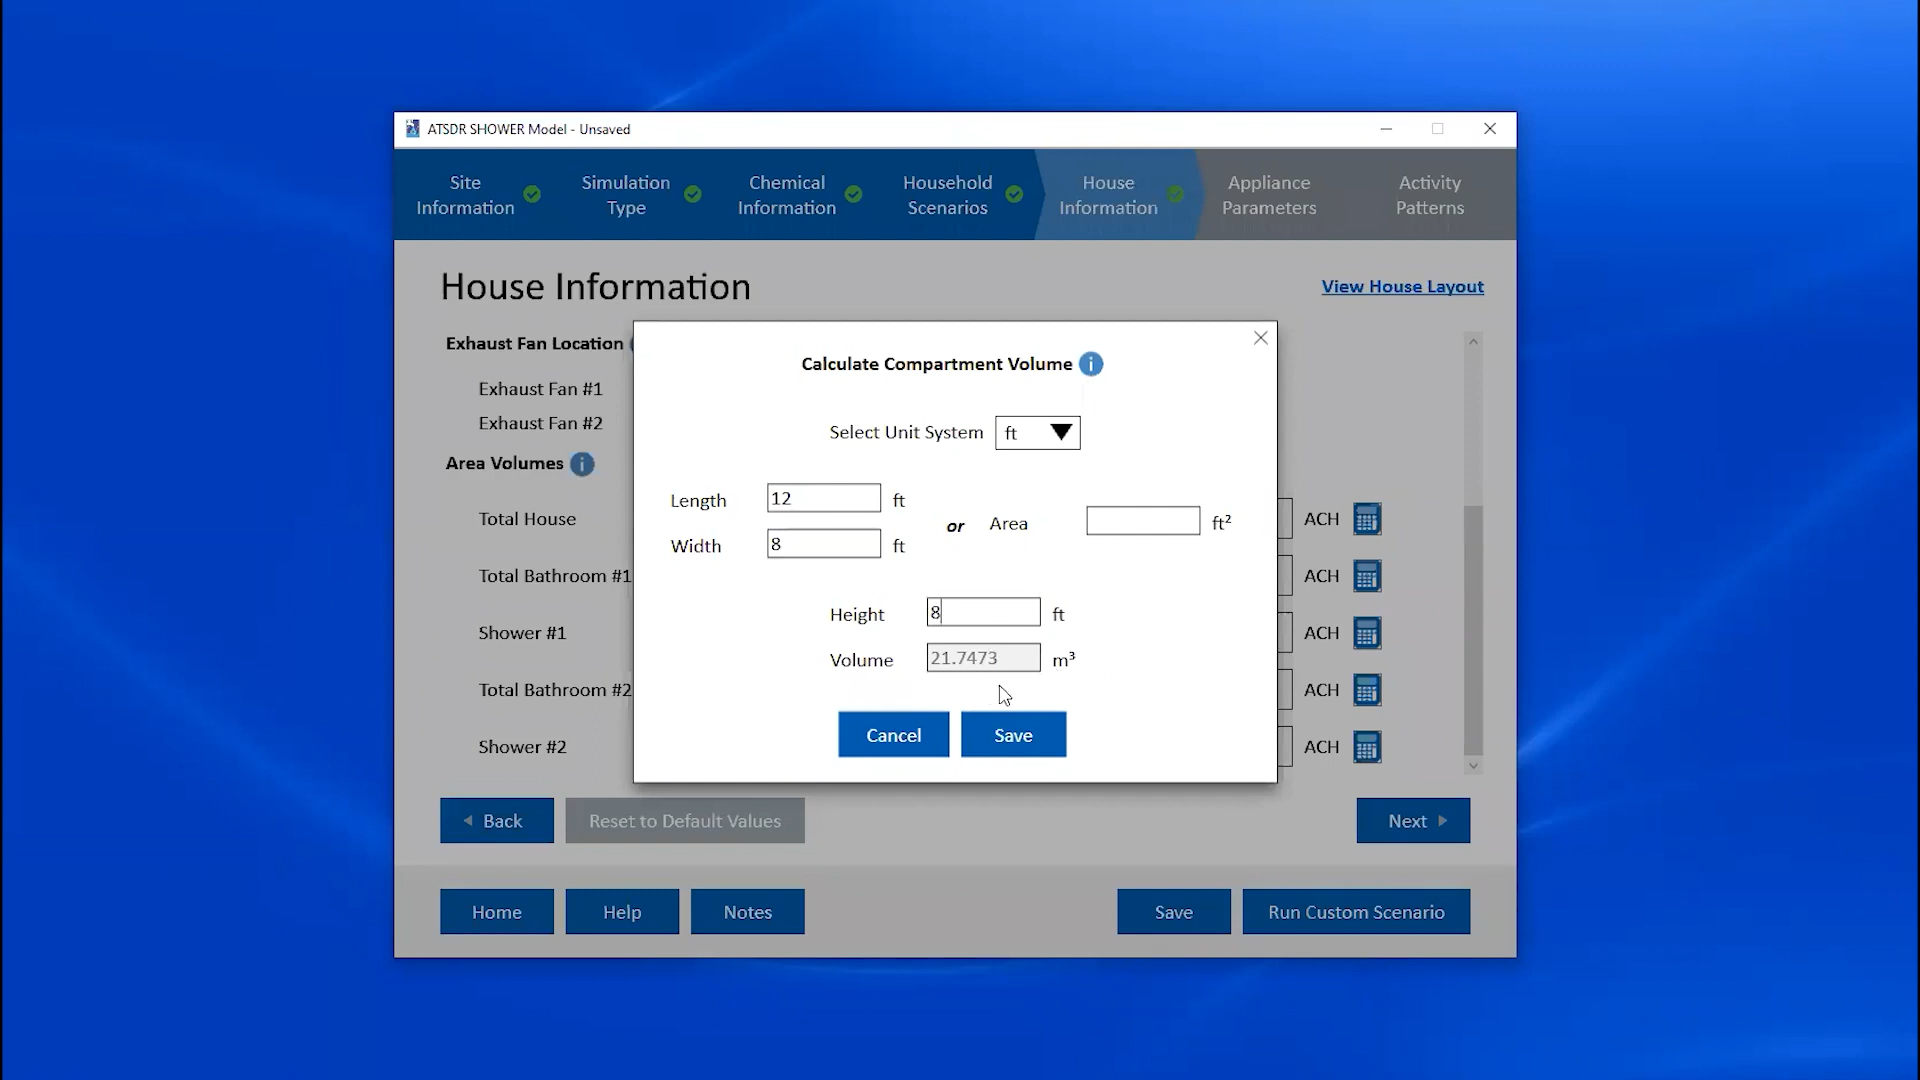 ATSDR SHOWER Model - Unsaved
Site Information
Simulation Type
Chemical Information
Household Scenarios
House Information
Appliance Parameters
Activity Patterns
House Information
View House Layout
Exhaust Fan Location
Exhaust Fan #1
Exhaust Fan #2
Area Volumes i
Total House
ACH
Total Bathroom #1
ACH
Shower #1
ACH
Total Bathroom #2
ACH
Shower #2
ACH
Calculate Compartment Volume i
Select Unit System ft
Length 12 ft
Width 8 ft
or Area ft²
Height 8 ft
Volume 21.7473 m³
Cancel Save
Back Reset to Default Values Next
Home Help Notes Save Run Custom Scenario